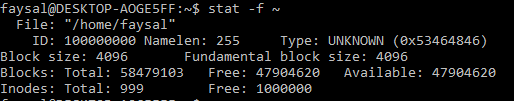 faysal@DESKTOP-AOGE5FF:~$ stat -f ~
File: "/home/faysal"
ID: 100000000 Namelen: 255 Type: UNKNOWN (0x53464846)
Block size: 4096 Fundamental block size: 4096
Blocks: Total: 58479103 Free: 47904620 Available: 47904620
Inodes: Total: 999 Free: 1000000